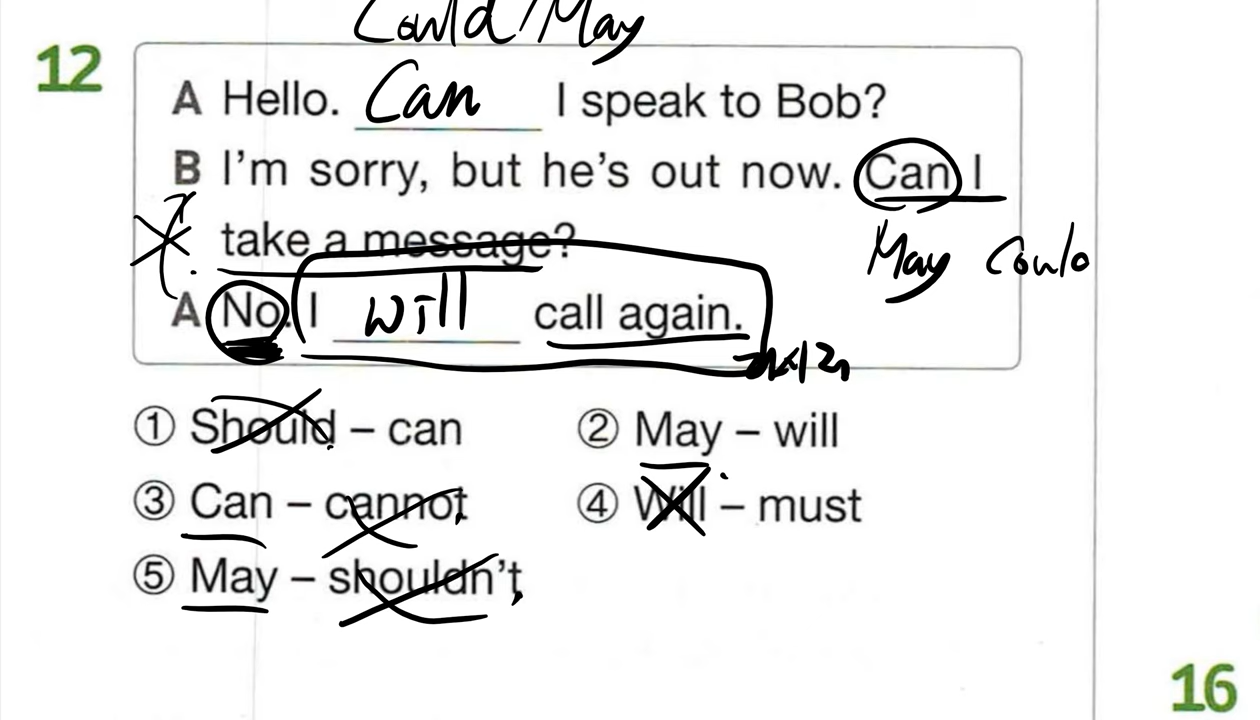 Could / May
12
A Hello. Can I speak to Bob?
B I'm sorry, but he's out now. Can I
take a message?
May Could
A No. I will call again.
① Should – can
② May – will
③ Can – cannot
④ Will – must
⑤ May – shouldn't
16